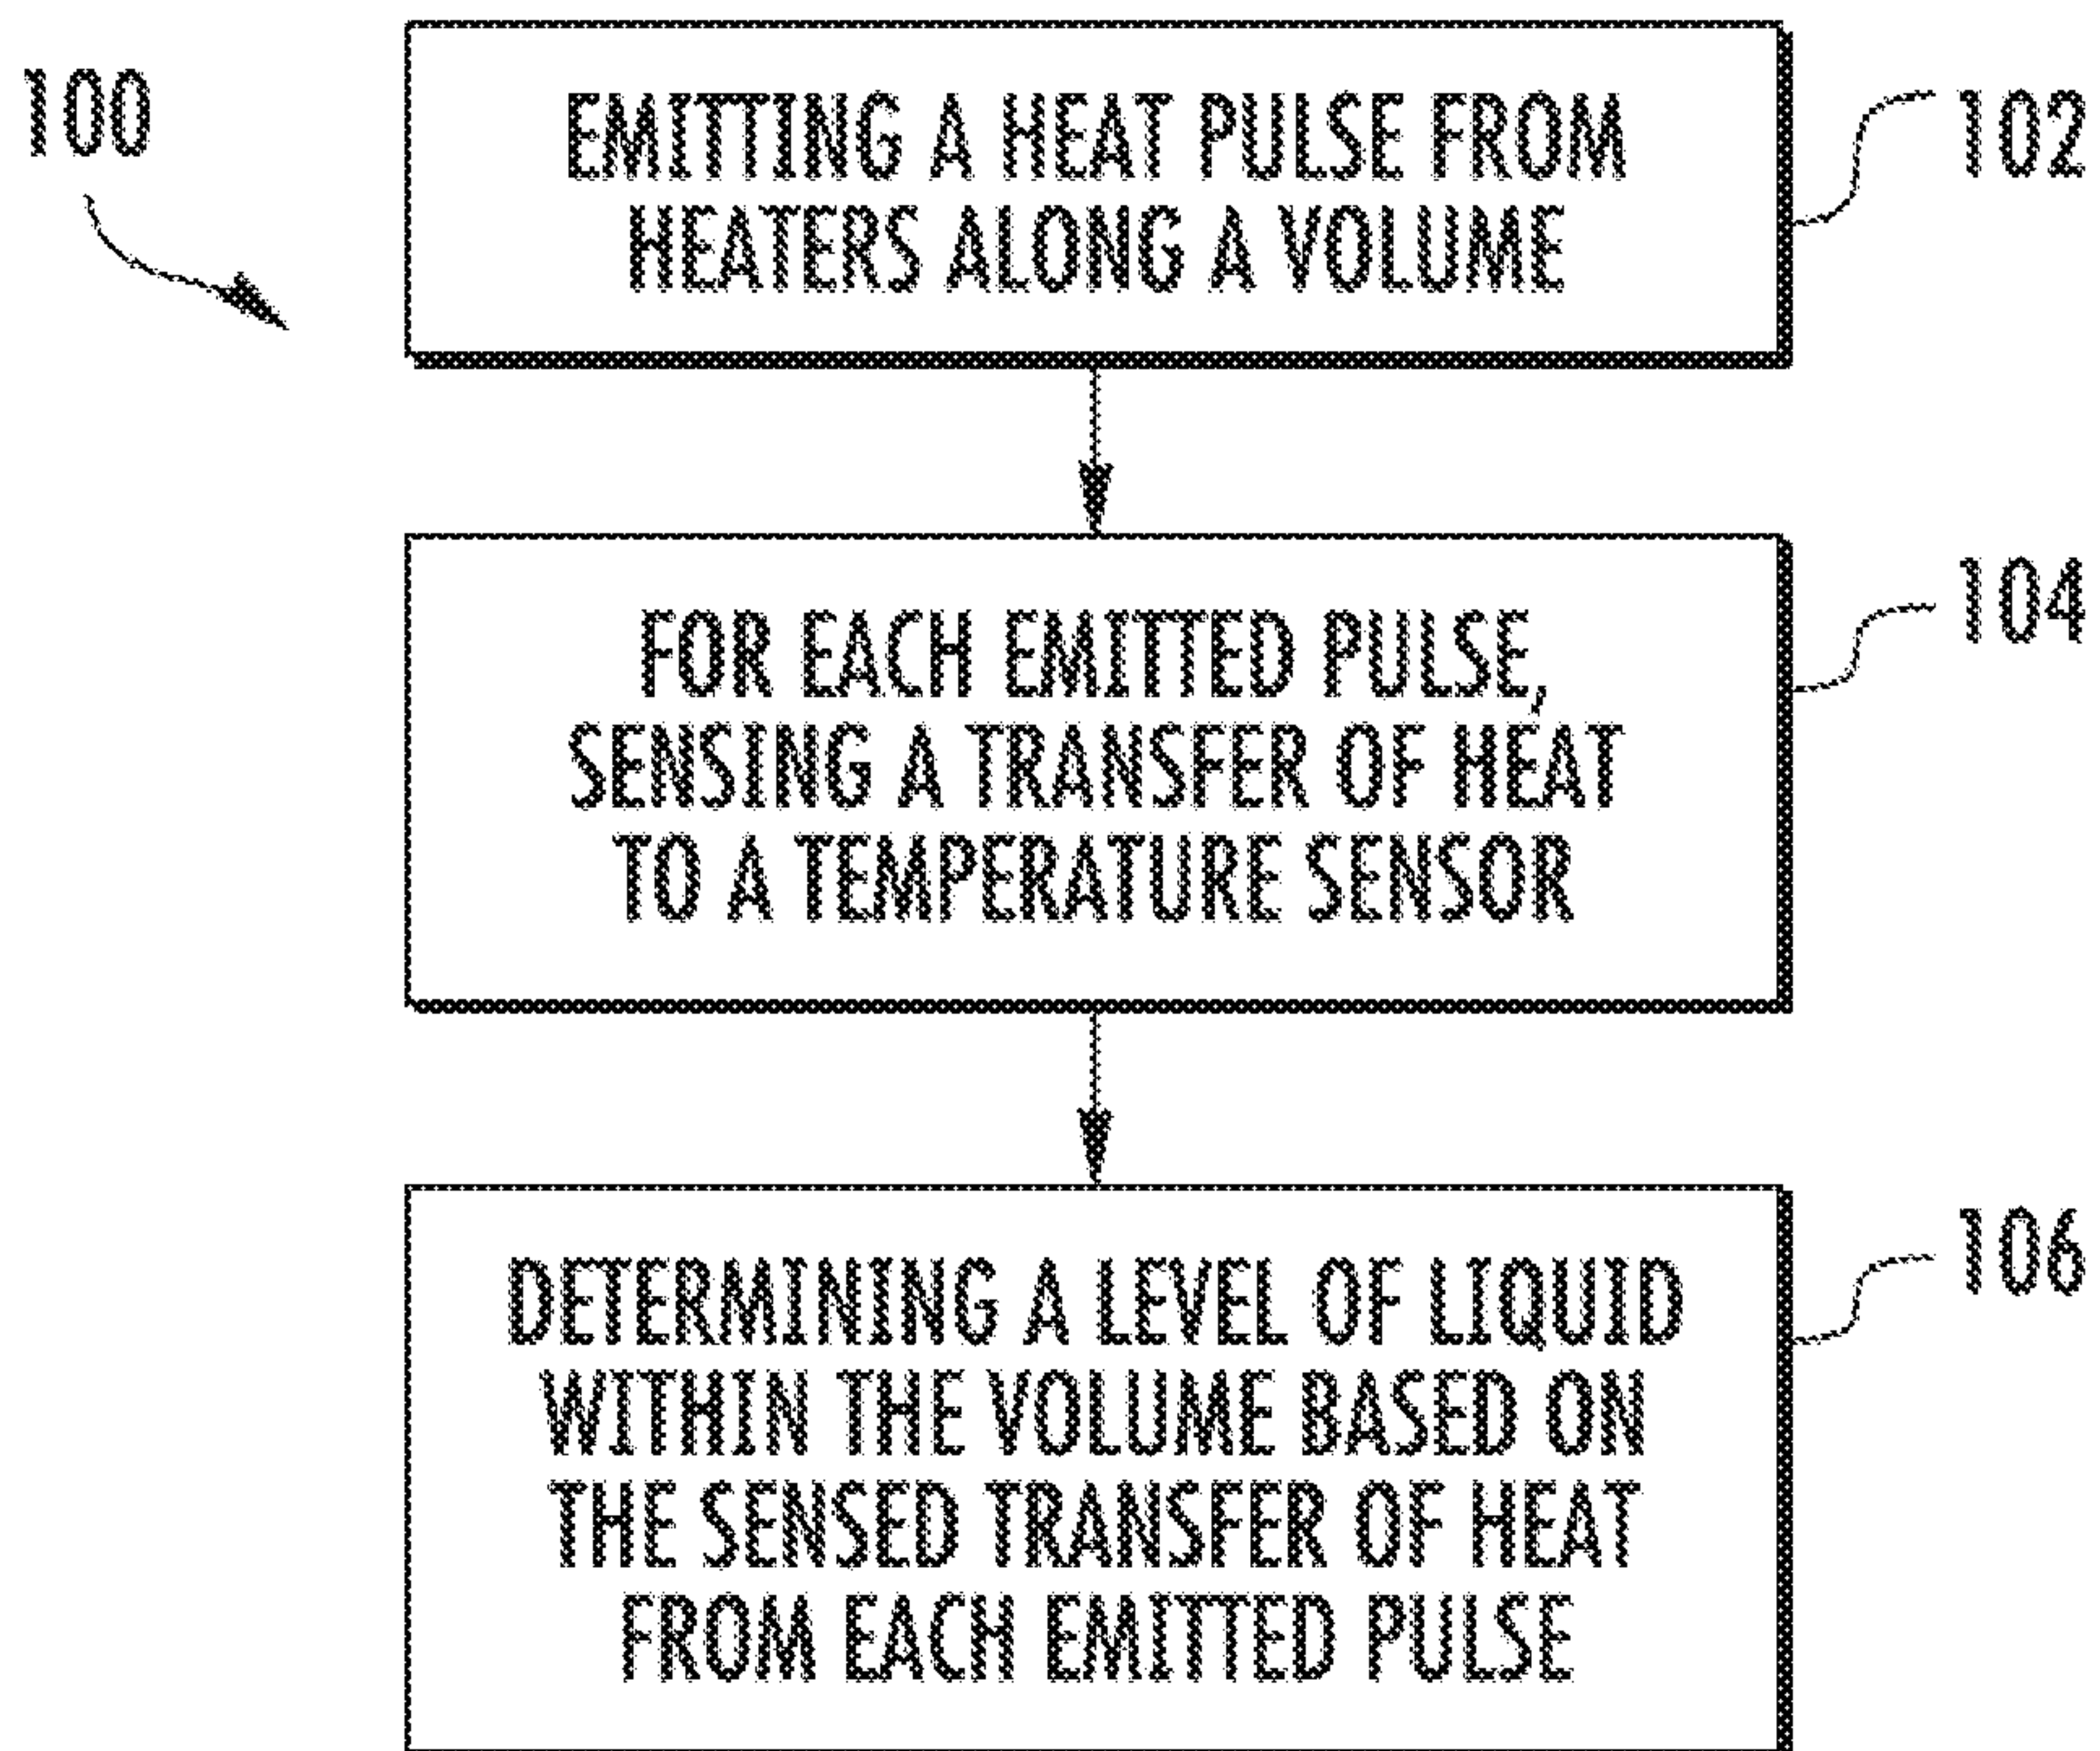 100
EMITTING A HEAT PULSE FROM
HEATERS ALONG A VOLUME
102
FOR EACH EMITTED PULSE,
SENSING A TRANSFER OF HEAT
TO A TEMPERATURE SENSOR
104
DETERMINING A LEVEL OF LIQUID
WITHIN THE VOLUME BASED ON
THE SENSED TRANSFER OF HEAT
FROM EACH EMITTED PULSE
106